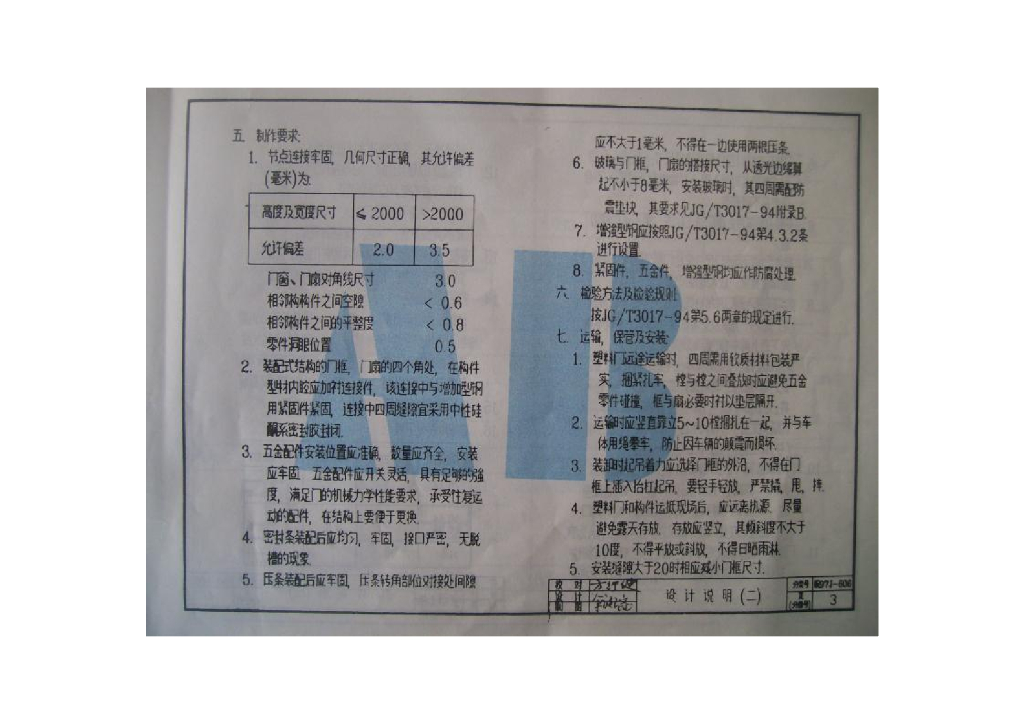 五. 制作要求:
1. 节点连接牢固, 几何尺寸正确, 其允许偏差
(毫米)为:
高度及宽度尺寸 ≤2000 >2000
允许偏差 2.0 3.5
门窗、门扇对角线尺寸 3.0
相邻构构件之间空隙 < 0.6
相邻构件之间的平整度 < 0.8
零件洞眼位置 0.5
2. 装配式结构的门框, 门扇的四个角处, 在构件
型材内腔应加衬连接件, 该连接中与增加型钢
用紧固件紧固, 连接中四周缝隙宜采用中性硅
酮系密封胶封闭.
3. 五金配件安装位置应准确, 数量应齐全, 安装
应牢固. 五金配件应开关灵活, 具有足够的强
度, 满足门的机械力学性能要求, 承受往复运
动的配件, 在结构上要便于更换.
4. 密封条装配后应均匀, 牢固, 接口严密, 无脱
槽的现象.
5. 压条装配后应牢固, 压条转角部位对接处间隙
应不大于1毫米, 不得在一边使用两根压条.
6. 玻璃与门框, 门扇的搭接尺寸, 从透光边缘算
起不小于8毫米, 安装玻璃时, 其四周需配防
震垫块, 其要求见JG/T3017-94附录B.
7. 增强型钢应按照JG/T3017-94第4.3.2条
进行设置.
8. 紧固件, 五金件, 增强型钢均应作防腐处理.
六. 检验方法及检验规则:
按JG/T3017-94第5.6两章的规定进行.
七. 运输, 保管及安装:
1. 塑料门远途运输时, 四周需用软质材料包装严
实, 捆紧扎牢, 樘与樘之间叠放时应避免五金
零件碰撞, 框与扇必要时衬以垫层隔开.
2. 运输时应竖直靠立5~10樘捆扎在一起, 并与车
体用绳攀牢, 防止因车辆的颠震而损坏.
3. 装卸时起吊着力应选择门框的外沿, 不得在门
框上插入抬杠起吊, 要轻手轻放, 严禁撬, 甩, 摔.
4. 塑料门和构件运抵现场后, 应远离热源, 尽量
避免露天存放, 存放应竖立, 其倾斜度不大于
10度, 不得平放或斜放, 不得日晒雨淋.
5. 安装缝隙大于20时相应减小门框尺寸.
校 对
设 计
制 图
设 计 说 明 (二)
分图号
页
(分图号) 3
AB